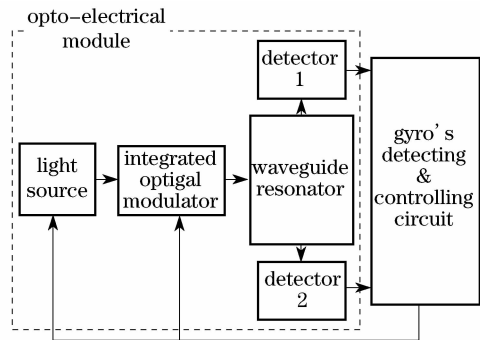 opto-electrical
module
detector
1
light
source
integrated
optigal
modulator
waveguide
resonator
gyro's
detecting
&
controlling
circuit
detector
2